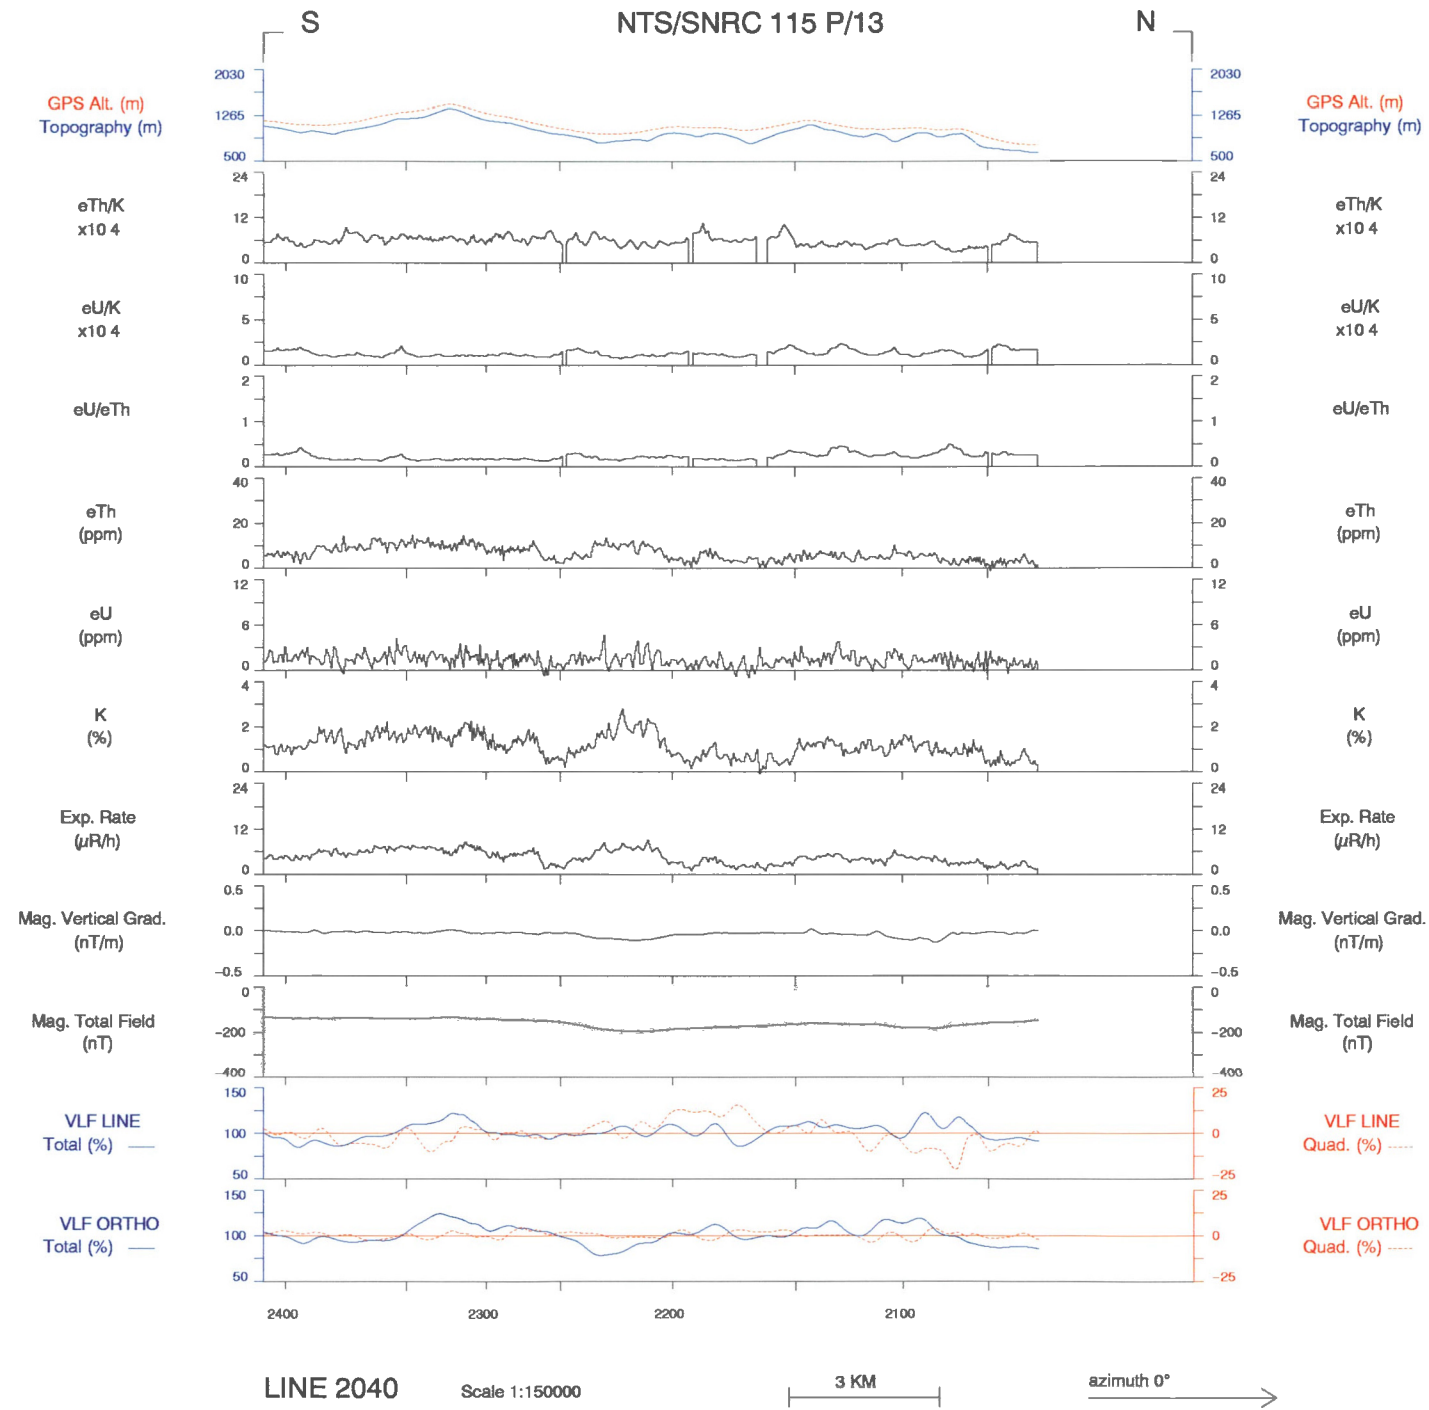 S NTS/SNRC 115 P/13 N
2030 2030
GPS Alt. (m) 1265 1265 GPS Alt. (m)
Topography (m) Topography (m)
500 500
24 24
eTh/K 12 12 eTh/K
x10 4 x10 4
0 0
10 10
eU/K 5 5 eU/K
x10 4 x10 4
0 0
2 2
eU/eTh 1 1 eU/eTh
0 0
40 40
eTh 20 20 eTh
(ppm) (ppm)
0 0
12 12
eU 6 6 eU
(ppm) (ppm)
0 0
4 4
K 2 2 K
(%) (%)
0 0
24 24
Exp. Rate 12 12 Exp. Rate
(μR/h) (μR/h)
0 0
0.5 0.5
Mag. Vertical Grad. 0.0 0.0 Mag. Vertical Grad.
(nT/m) (nT/m)
-0.5 -0.5
0 0
Mag. Total Field -200 -200 Mag. Total Field
(nT) (nT)
-400 -400
150 25
VLF LINE 100 0 VLF LINE
Total (%) Quad. (%)
50 -25
150 25
VLF ORTHO 100 0 VLF ORTHO
Total (%) Quad. (%)
50 -25
2400 2300 2200 2100
LINE 2040 Scale 1:150000 3 KM azimuth 0°